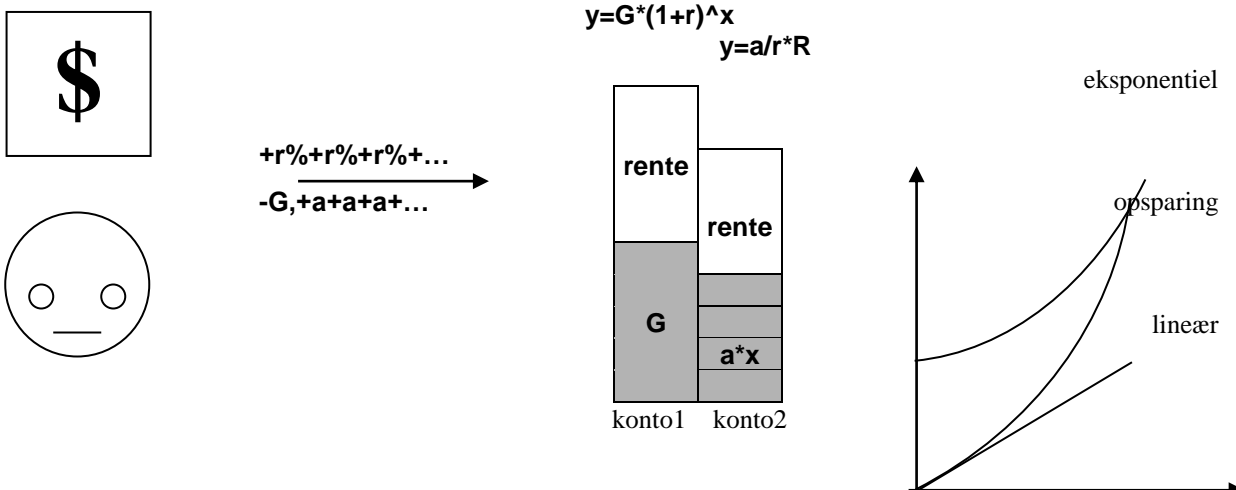 $
+r%+r%+r%+…
-G,+a+a+a+…
y=G*(1+r)^x
y=a/r*R
rente
rente
G
a*x
konto1 konto2
eksponentiel
opsparing
lineær